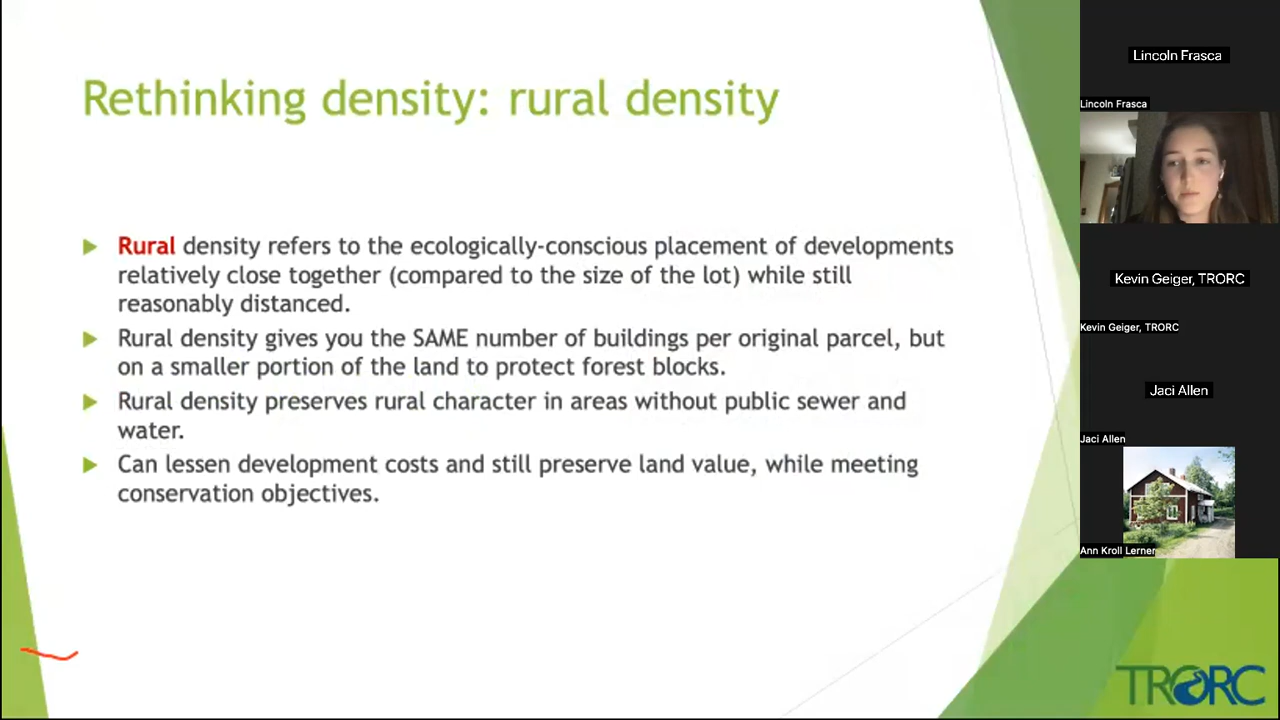 Rethinking density: rural density
Rural density refers to the ecologically-conscious placement of developments
relatively close together (compared to the size of the lot) while still
reasonably distanced.
Rural density gives you the SAME number of buildings per original parcel, but
on a smaller portion of the land to protect forest blocks.
Rural density preserves rural character in areas without public sewer and
water.
Can lessen development costs and still preserve land value, while meeting
conservation objectives.
Lincoln Frasca
Lincoln Frasca
Kevin Geiger, TRORC
Kevin Geiger, TRORC
Jaci Allen
Jaci Allen
Ann Kroll Lerner
TRORC